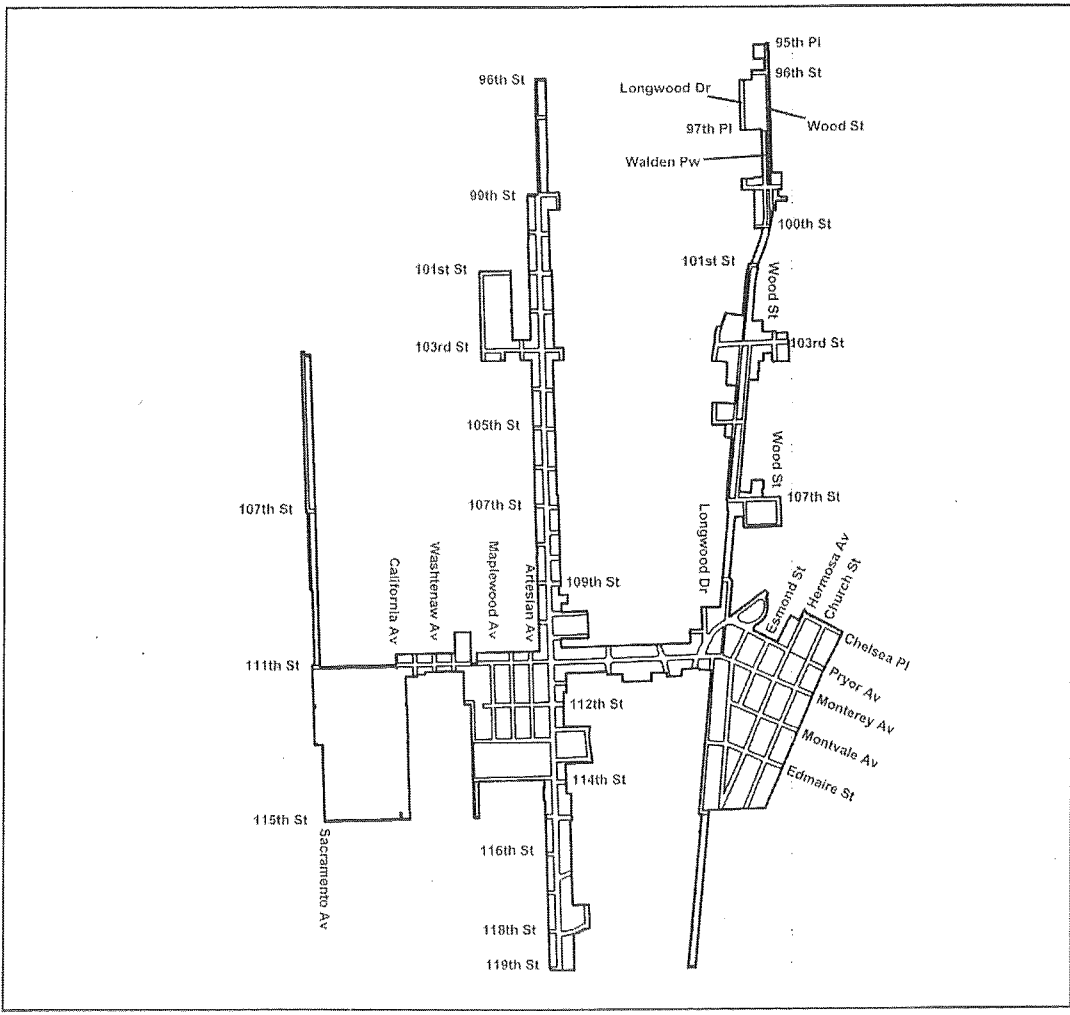 95th Pl
96th St
96th St
Longwood Dr
Wood St
97th Pl
Walden Pw
99th St
100th St
101st St
101st St
Wood St
103rd St
103rd St
105th St
Wood St
107th St
107th St
107th St
Longwood Dr
California Av
Washtenaw Av
Maplewood Av
Artesian Av
109th St
Esmond St
Hermosa Av
Church St
Chelsea Pl
111th St
Pryor Av
Monterey Av
112th St
Montvale Av
114th St
Edmaire St
115th St
Sacramento Av
116th St
118th St
119th St